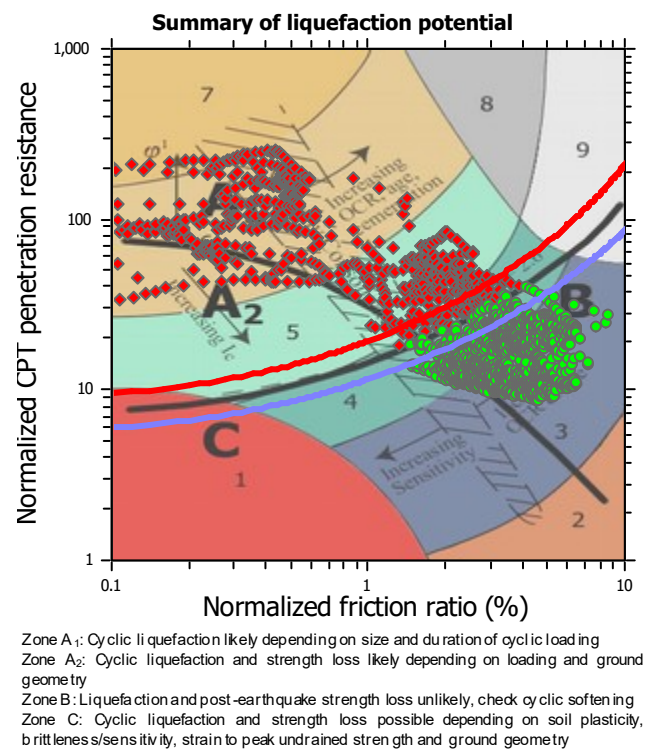 Summary of liquefaction potential
Normalized CPT penetration resistance
1,000
100
10
1
7
8
9
φ'
A
Increasing
OCR, age,
cementation
A2
Increasing Ic
5
B
4
C
1
Increasing
Sensitivity
3
2
0.1
1
10
Normalized friction ratio (%)
Zone A1: Cyclic liquefaction likely depending on size and duration of cyclic loading
Zone A2: Cyclic liquefaction and strength loss likely depending on loading and ground
geometry
Zone B: Liquefaction and post-earthquake strength loss unlikely, check cyclic softening
Zone C: Cyclic liquefaction and strength loss possible depending on soil plasticity,
brittleness/sensitivity, strain to peak undrained strength and ground geometry